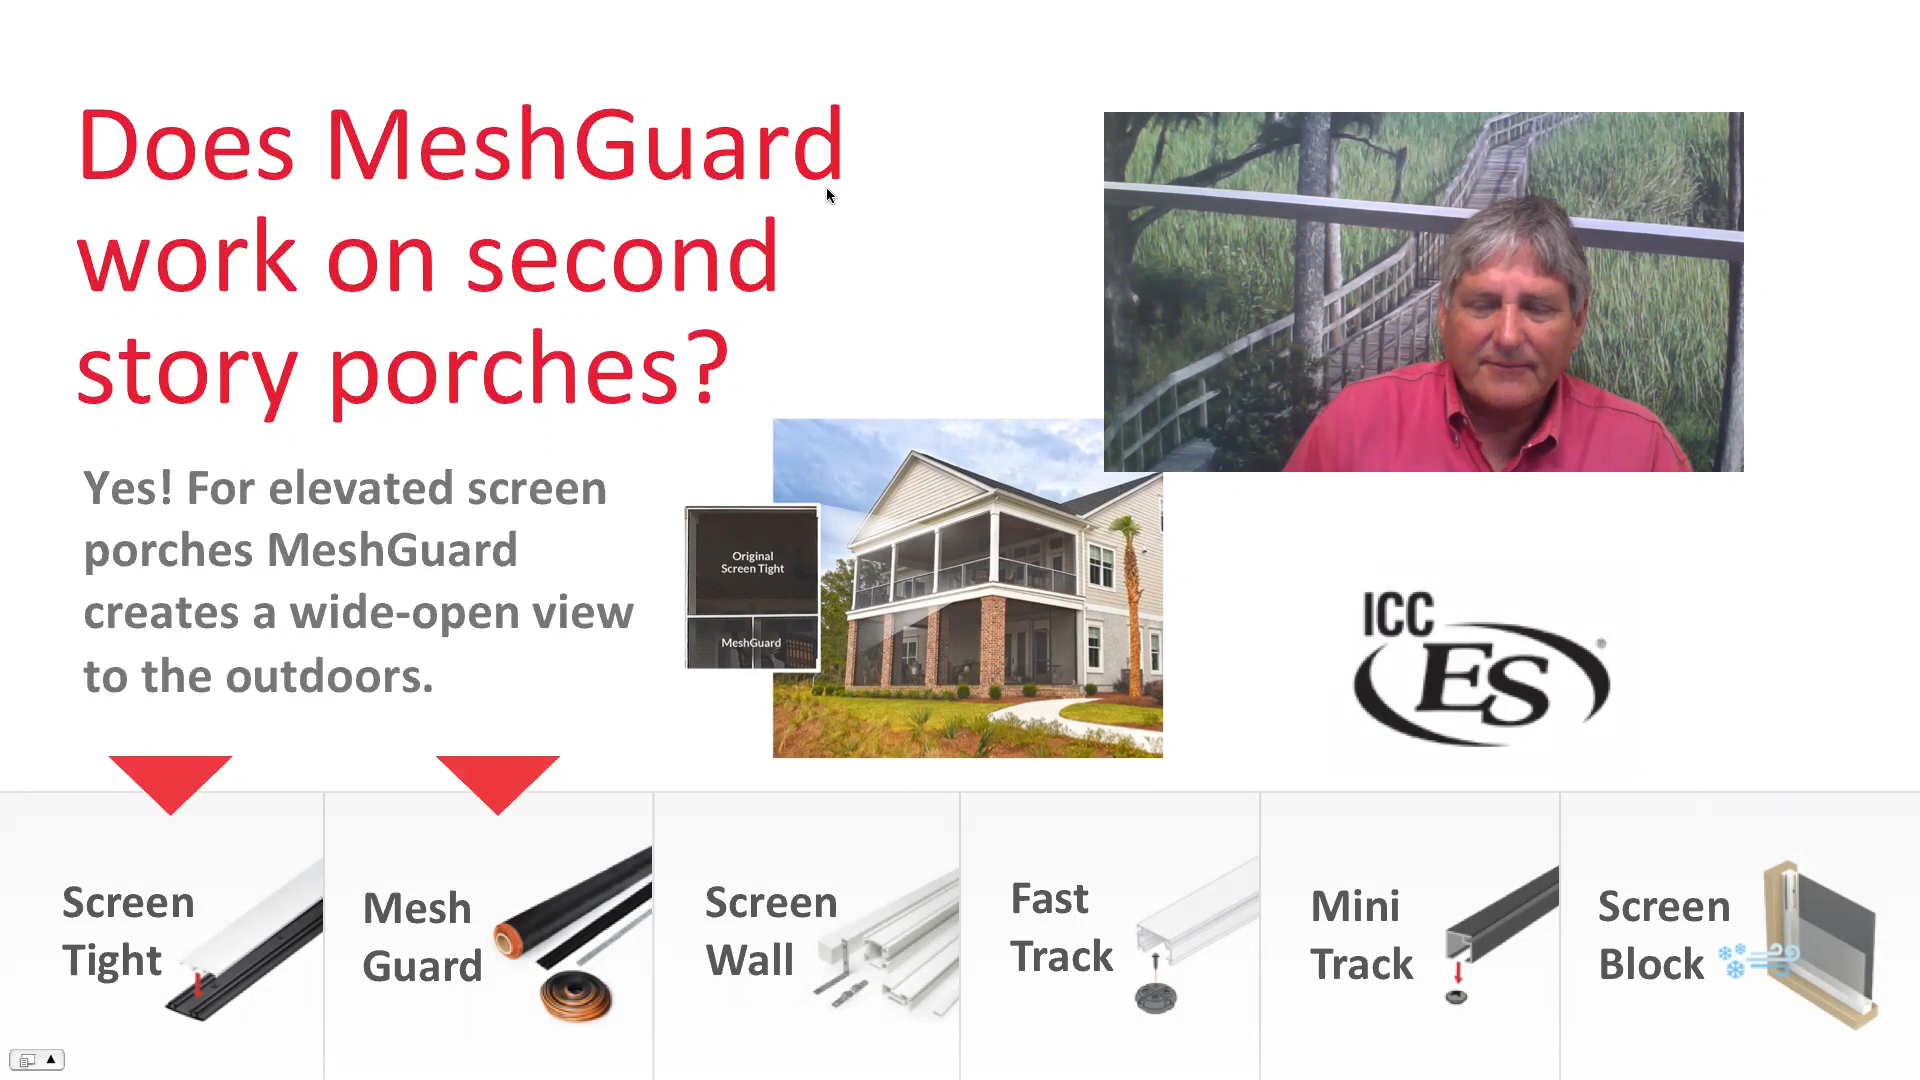 Does MeshGuard
work on second
story porches?
Yes! For elevated screen
porches MeshGuard
creates a wide-open view
to the outdoors.
Original
Screen Tight
MeshGuard
ICC
ES
®
Screen
Tight
Mesh
Guard
Screen
Wall
Fast
Track
Mini
Track
Screen
Block